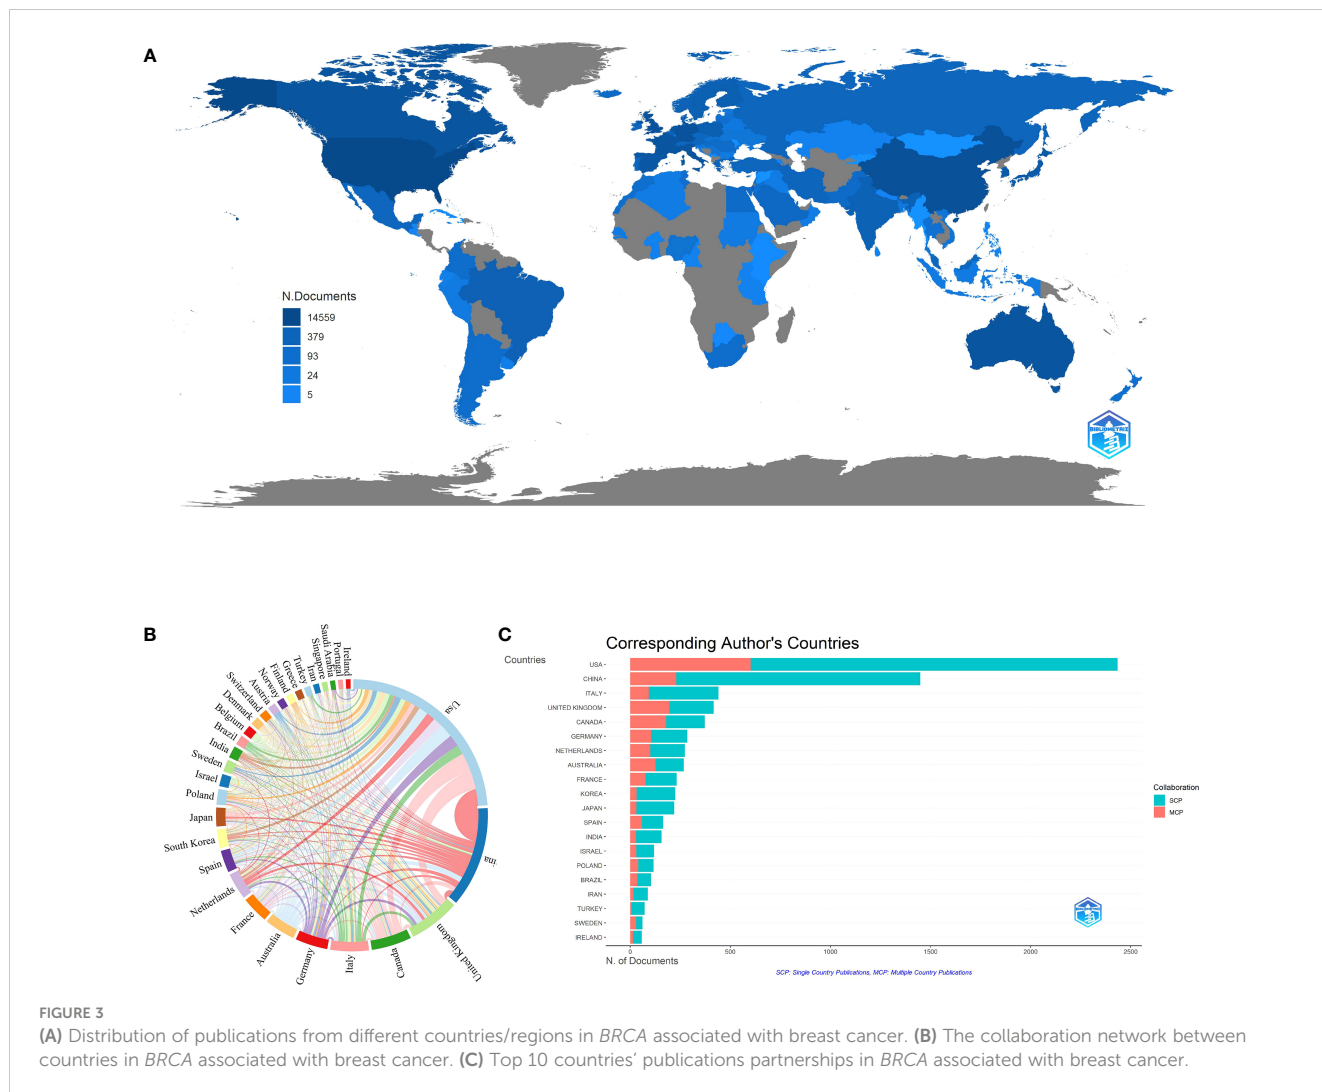 A
N.Documents
14559
379
93
24
5
BIBLIOMETRIX
B
Ireland
Portugal
Saudi Arabia
Singapore
Iran
Turkey
Greece
Finland
Norway
Austria
Switzerland
Denmark
Belgium
Brazil
India
Sweden
Israel
Poland
Japan
South Korea
Spain
Netherlands
France
Australia
Germany
Italy
Canada
United Kingdom
ina
Usa
C
Corresponding Author's Countries
Countries
USA
CHINA
ITALY
UNITED KINGDOM
CANADA
GERMANY
NETHERLANDS
AUSTRALIA
FRANCE
KOREA
JAPAN
SPAIN
INDIA
ISRAEL
POLAND
BRAZIL
IRAN
TURKEY
SWEDEN
IRELAND
0 500 1000 1500 2000 2500
N. of Documents
SCP: Single Country Publications, MCP: Multiple Country Publications
Collaboration
SCP
MCP
FIGURE 3
(A) Distribution of publications from different countries/regions in BRCA associated with breast cancer. (B) The collaboration network between
countries in BRCA associated with breast cancer. (C) Top 10 countries' publications partnerships in BRCA associated with breast cancer.